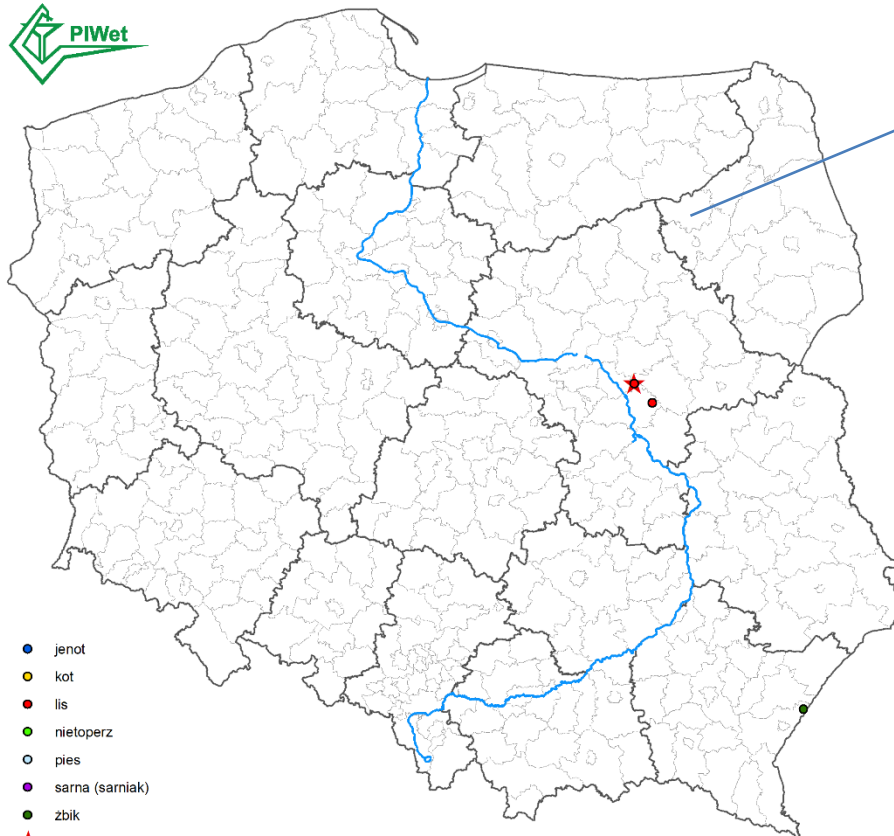 PIWet
jenot
kot
lis
nietoperz
pies
sarna (sarniak)
żbik